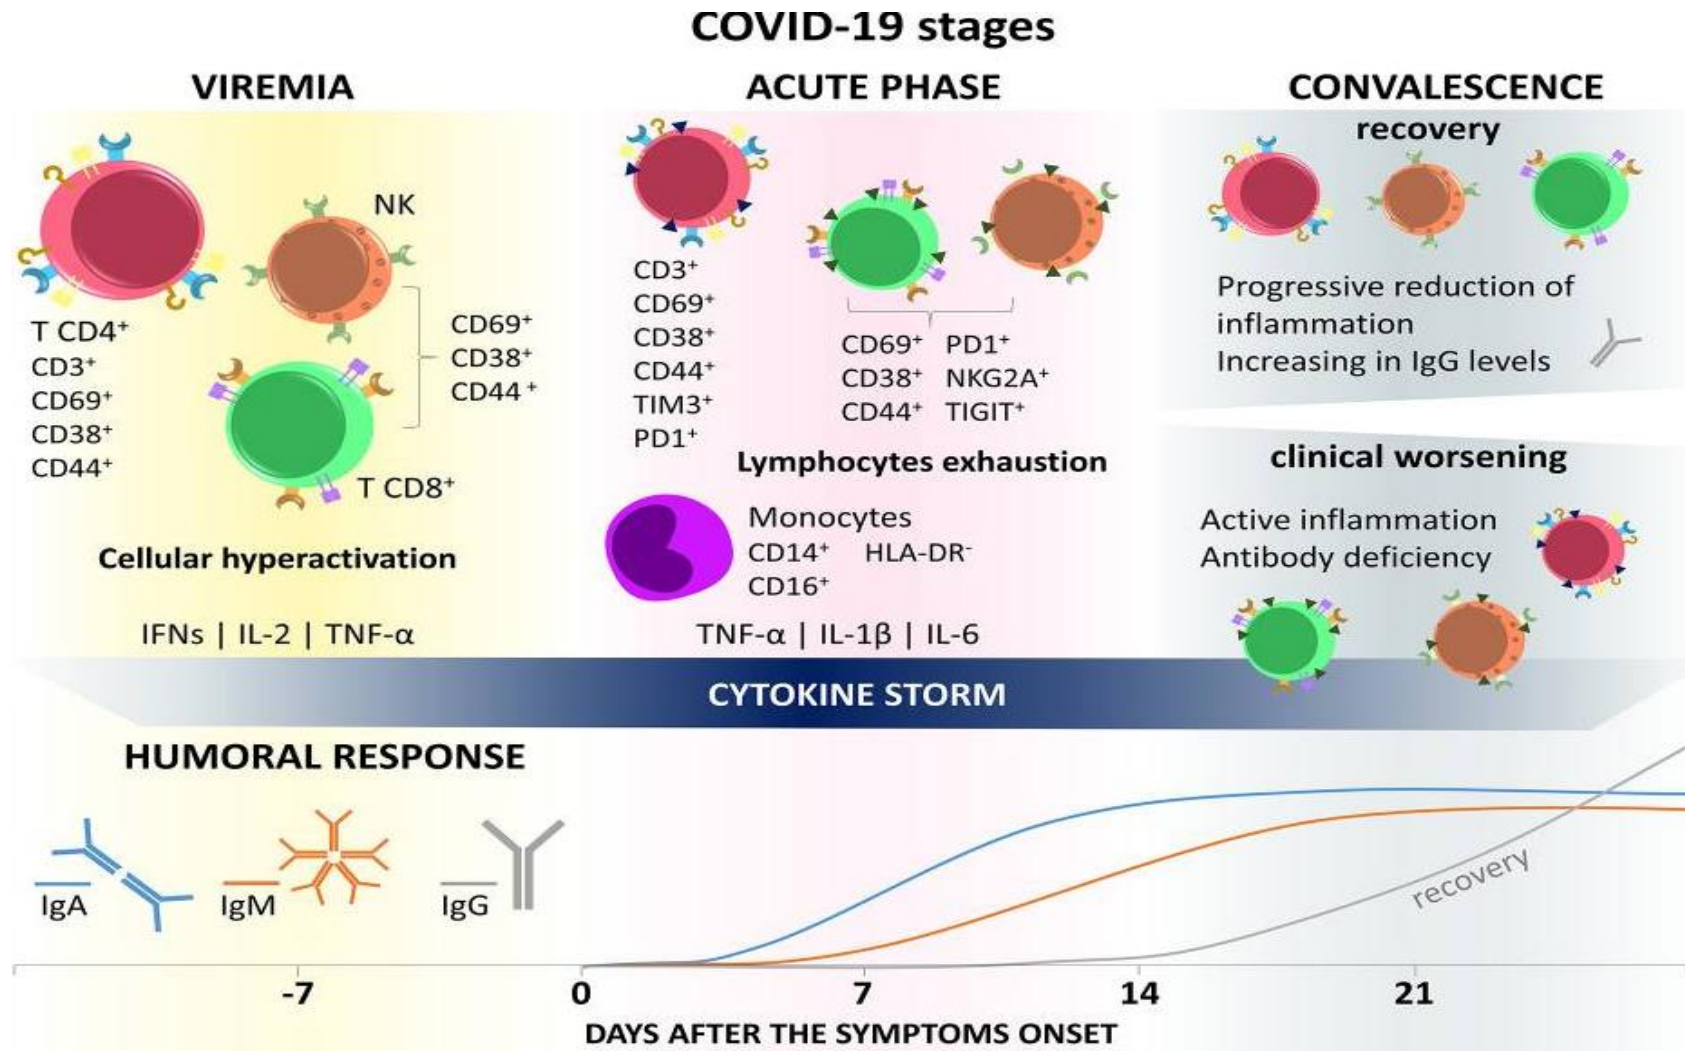 COVID-19 stages
VIREMIA
NK
T CD4⁺
CD3⁺
CD69⁺
CD38⁺
CD44⁺
CD69⁺
CD38⁺
CD44 ⁺
T CD8⁺
Cellular hyperactivation
IFNs | IL-2 | TNF-α
ACUTE PHASE
CD3⁺
CD69⁺
CD38⁺
CD44⁺
TIM3⁺
PD1⁺
CD69⁺ PD1⁺
CD38⁺ NKG2A⁺
CD44⁺ TIGIT⁺
Lymphocytes exhaustion
Monocytes
CD14⁺ HLA-DR⁻
CD16⁺
TNF-α | IL-1β | IL-6
CONVALESCENCE
recovery
Progressive reduction of
inflammation
Increasing in IgG levels
clinical worsening
Active inflammation
Antibody deficiency
CYTOKINE STORM
HUMORAL RESPONSE
IgA
IgM
IgG
recovery
-7 0 7 14 21
DAYS AFTER THE SYMPTOMS ONSET